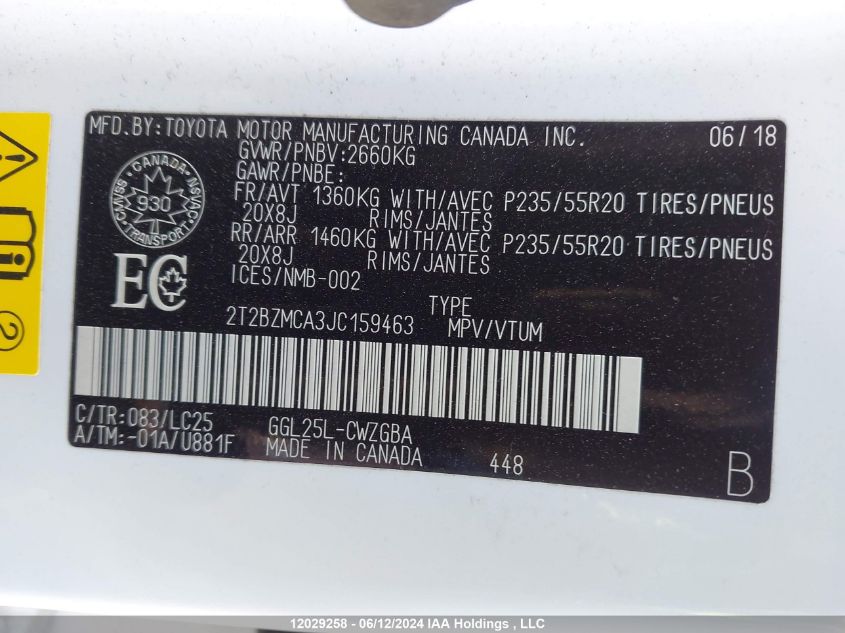 MFD.BY:TOYOTA MOTOR MANUFACTURING CANADA INC. 06/18
GVWR/PNBV:2660KG
GAWR/PNBE:
FR/AVT 1360KG WITH/AVEC P235/55R20 TIRES/PNEUS
20X8J RIMS/JANTES
RR/ARR 1460KG WITH/AVEC P235/55R20 TIRES/PNEUS
20X8J RIMS/JANTES
ICES/NMB-002
CANADA
930
TRANSPORT
EC
TYPE
2T2BZMCA3JC159463 MPV/VTUM
C/TR:083/LC25 GGL25L-CWZGBA
A/TM:-01A/U881F MADE IN CANADA 448
B
2
12029258 - 06/12/2024 IAA Holdings , LLC